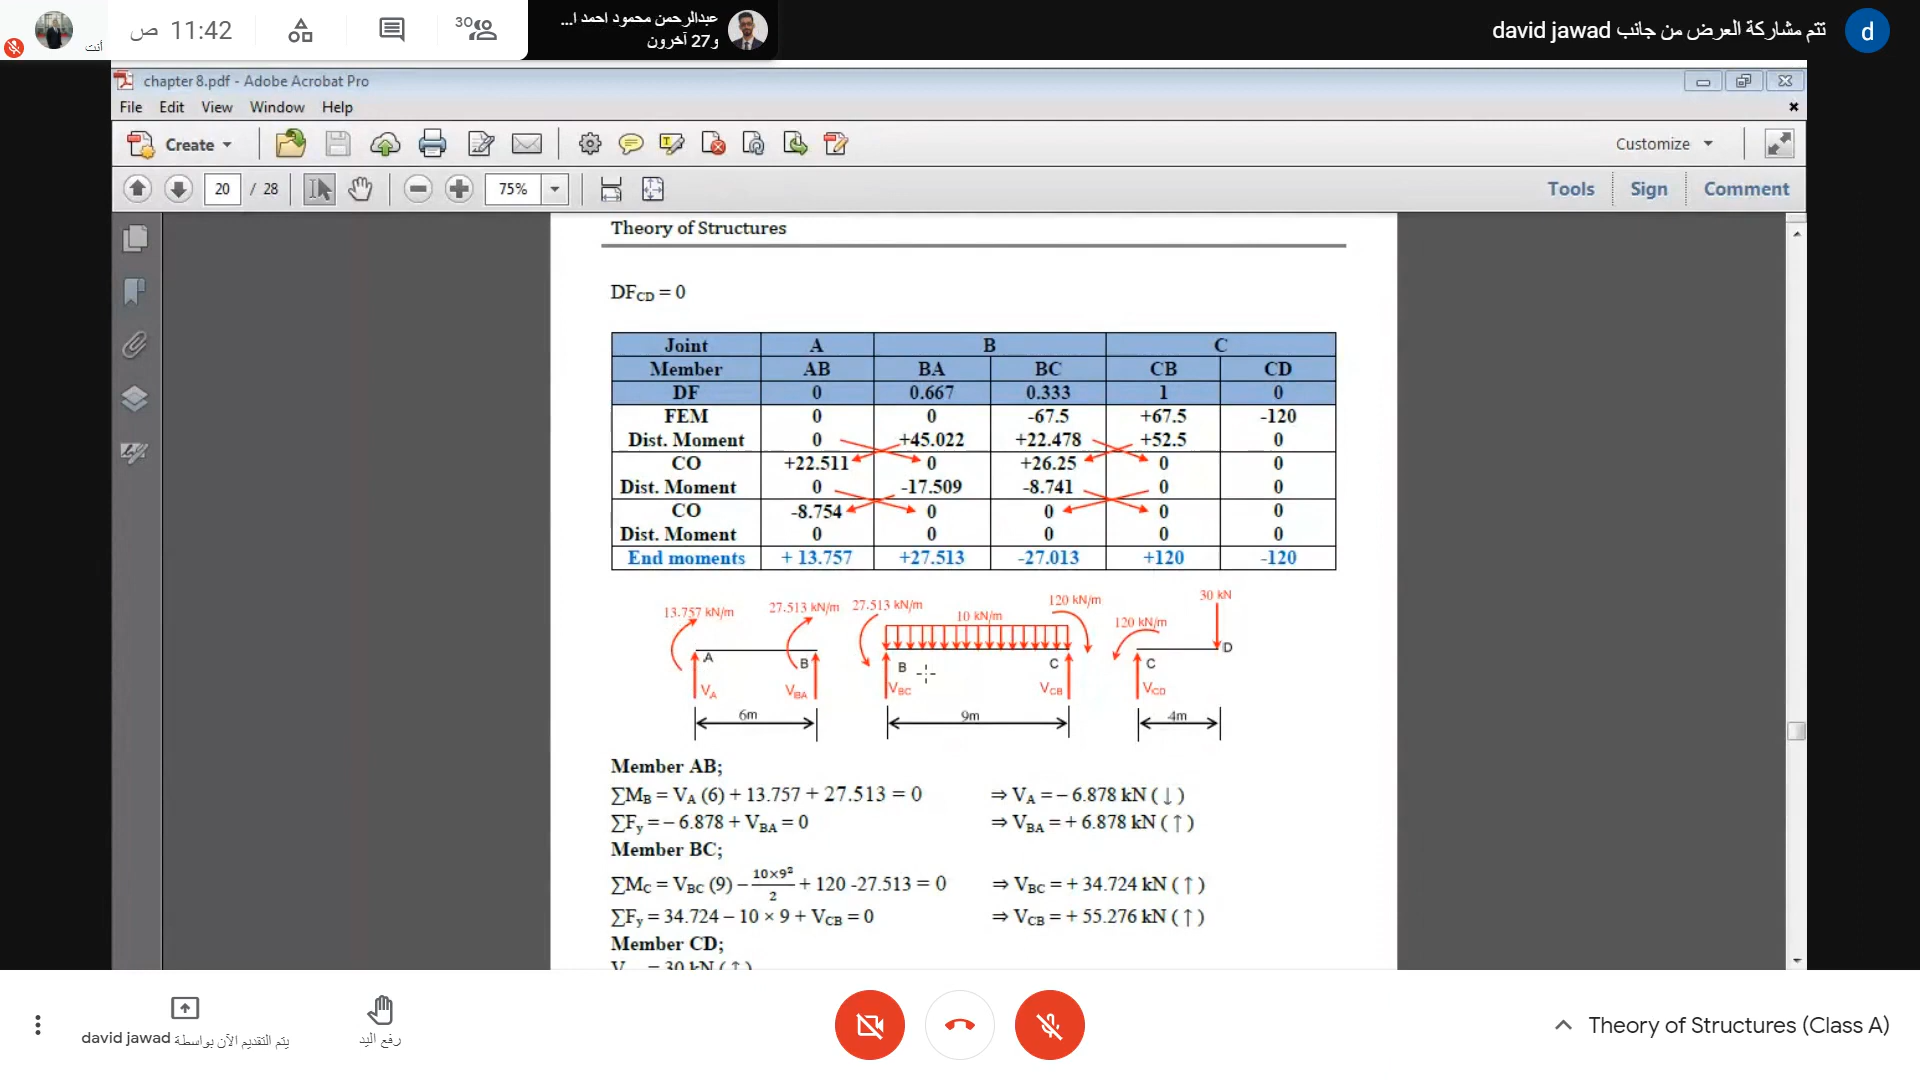 أنت
11:42 ص
30
عبدالرحمن محمود احمد ا...
و27 آخرون
تتم مشاركة العرض من جانب david jawad
d
chapter 8.pdf - Adobe Acrobat Pro
File Edit View Window Help
Create
Customize
20 / 28
75%
Tools Sign Comment
Theory of Structures
DFCD = 0
Joint A B C
Member AB BA BC CB CD
DF 0 0.667 0.333 1 0
FEM 0 0 -67.5 +67.5 -120
Dist. Moment 0 +45.022 +22.478 +52.5 0
CO +22.511 0 +26.25 0 0
Dist. Moment 0 -17.509 -8.741 0 0
CO -8.754 0 0 0 0
Dist. Moment 0 0 0 0 0
End moments + 13.757 +27.513 -27.013 +120 -120
13.757 kN/m 27.513 kN/m 27.513 kN/m 10 kN/m 120 kN/m 120 kN/m 30 kN
A B B C C D
VA VBA VBC VCB VCD
6m 9m 4m
Member AB;
∑MB = VA (6) + 13.757 + 27.513 = 0 ⇒ VA = − 6.878 kN (↓)
∑Fy = − 6.878 + VBA = 0 ⇒ VBA = + 6.878 kN (↑)
Member BC;
∑MC = VBC (9) − 10×9²/2 + 120 -27.513 = 0 ⇒ VBC = + 34.724 kN (↑)
∑Fy = 34.724 − 10 × 9 + VCB = 0 ⇒ VCB = + 55.276 kN (↑)
Member CD;
= 30 kN (↑)
يتم التقديم الآن بواسطة david jawad
رفع اليد
Theory of Structures (Class A)